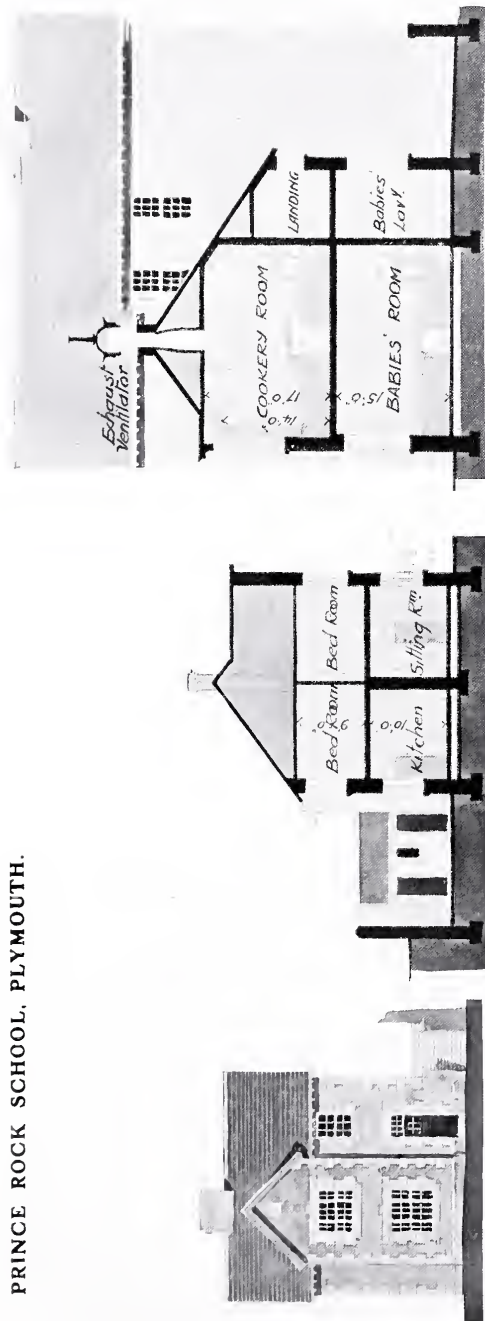 PRINCE ROCK SCHOOL, PLYMOUTH.
Exhaust
Ventilator
COOKERY ROOM
LANDING
17'.0"
14'.0"
BABIES' ROOM
Babies'
Lavy.
15'.0"
Bed Room
Bed Room
9'.0"
Kitchen
Sitting Rm
10'.0"